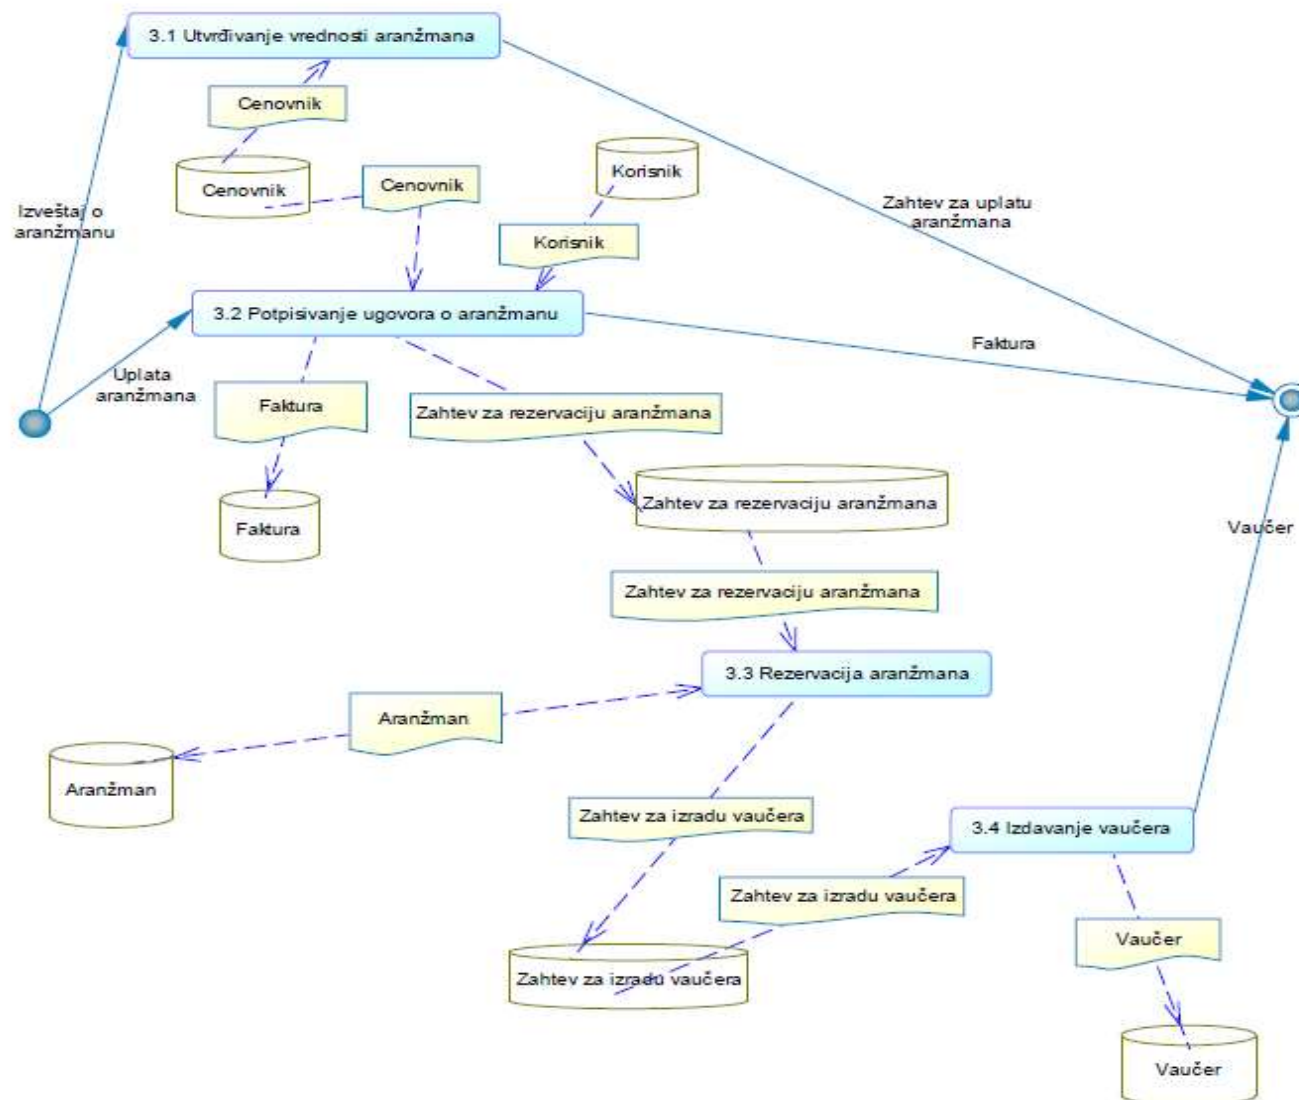 3.1 Utvrđivanje vrednosti aranžmana
Cenovnik
Cenovnik
Cenovnik
Korisnik
Izveštaj o
aranžmanu
Zahtev za uplatu
aranžmana
Korisnik
3.2 Potpisivanje ugovora o aranžmanu
Faktura
Uplata
aranžmana
Faktura
Zahtev za rezervaciju aranžmana
Zahtev za rezervaciju aranžmana
Faktura
Vaučer
Zahtev za rezervaciju aranžmana
3.3 Rezervacija aranžmana
Aranžman
Aranžman
Zahtev za izradu vaučera
3.4 Izdavanje vaučera
Zahtev za izradu vaučera
Vaučer
Zahtev za izradu vaučera
Vaučer